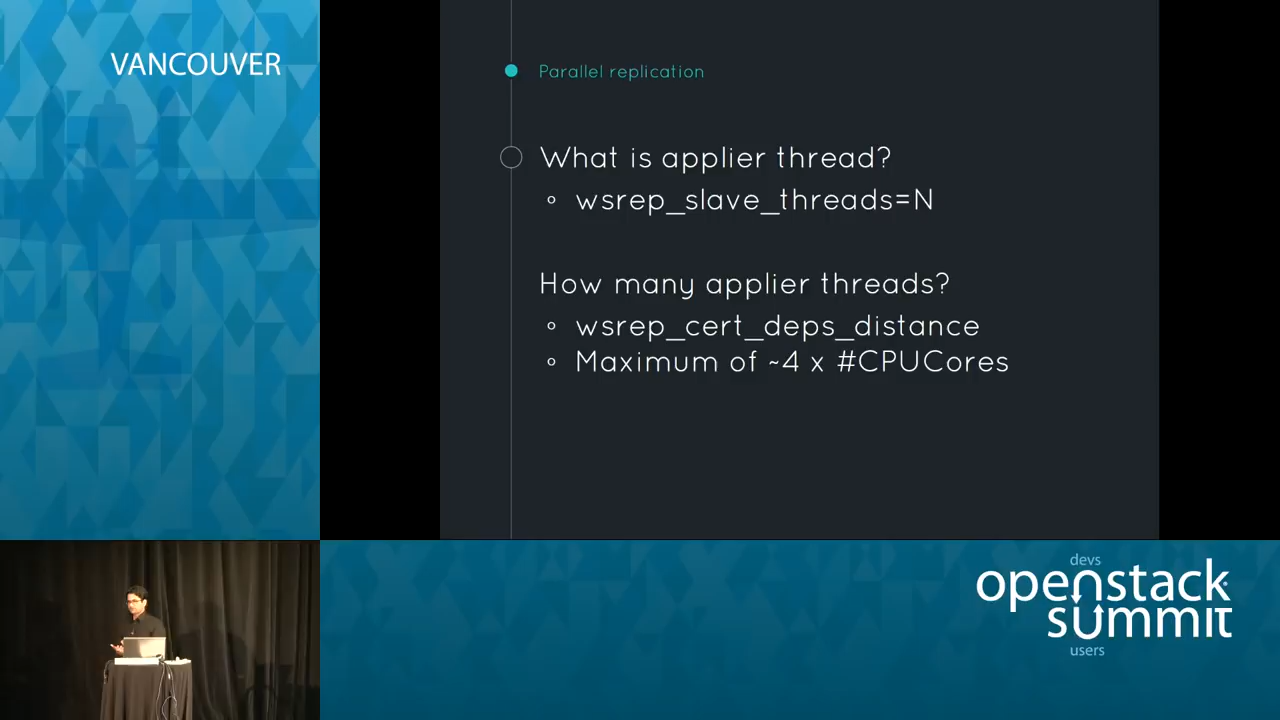 VANCOUVER
Parallel replication
What is applier thread?
wsrep_slave_threads=N
How many applier threads?
wsrep_cert_deps_distance
Maximum of ~4 x #CPUCores
devs
openstack
summit
users